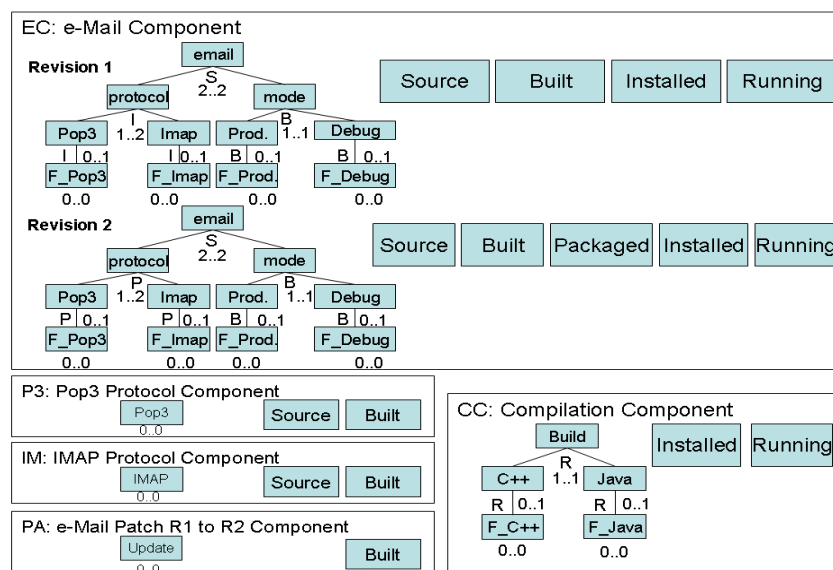 EC: e-Mail Component
Revision 1
email
S
2..2
Source Built Installed Running
protocol mode
I
1..2
B
1..1
Pop3 Imap Prod. Debug
I 0..1 I 0..1 B 0..1 B 0..1
F_Pop3 F_Imap F_Prod. F_Debug
0..0 0..0 0..0 0..0
Revision 2
email
S
2..2
Source Built Packaged Installed Running
protocol mode
P
1..2
B
1..1
Pop3 Imap Prod. Debug
P 0..1 P 0..1 B 0..1 B 0..1
F_Pop3 F_Imap F_Prod. F_Debug
0..0 0..0 0..0 0..0
P3: Pop3 Protocol Component
Pop3
0..0
Source Built
IM: IMAP Protocol Component
IMAP
0..0
Source Built
PA: e-Mail Patch R1 to R2 Component
Update
0..0
Built
CC: Compilation Component
Build
R
1..1
Installed Running
C++ Java
R 0..1 R 0..1
F_C++ F_Java
0..0 0..0